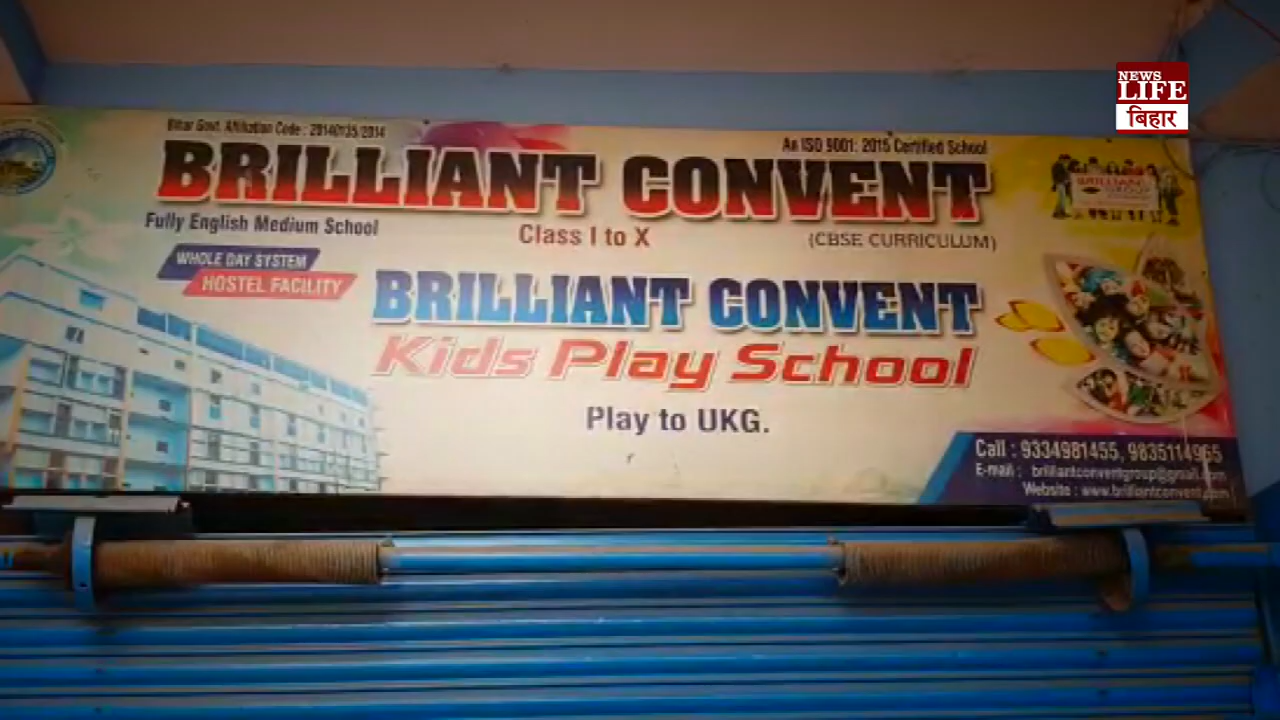 NEWS
LIFE
बिहार
Bihar Govt. Affiliation Code : 20140135/2014
An ISO 9001: 2015 Certified School
BRILLIANT CONVENT
Fully English Medium School
Class I to X
(CBSE CURRICULUM)
WHOLE DAY SYSTEM
HOSTEL FACILITY
BRILLIANT CONVENT
Kids Play School
Play to UKG.
Call : 9334981455, 9835114965
E-mail : brilliantconventgroup@gmail.com
Website : www.brilliantconvent.com